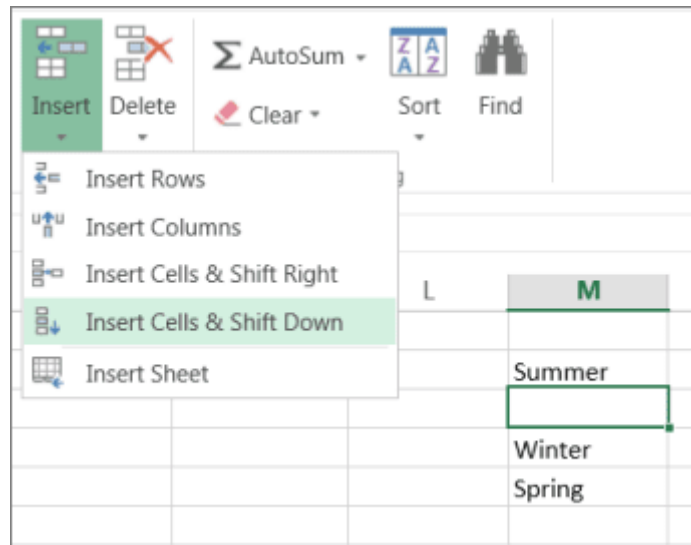 Z A
A Z
AutoSum
Insert Delete
Clear
Sort Find
Insert Rows
Insert Columns
Insert Cells & Shift Right
L M
Insert Cells & Shift Down
Insert Sheet
Summer
Winter
Spring